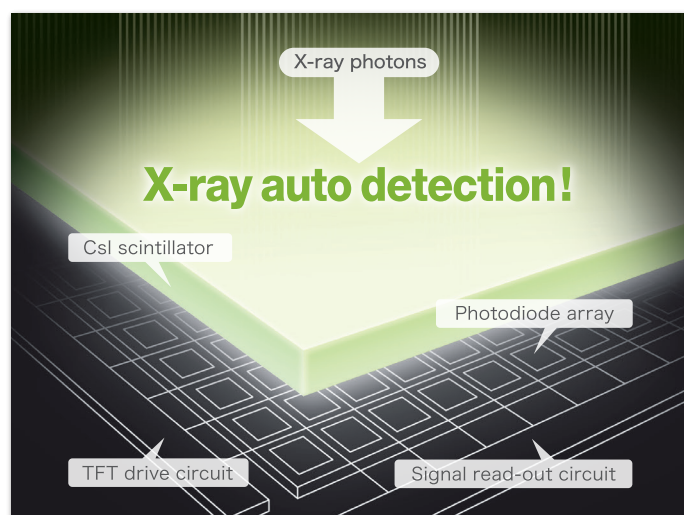 X-ray photons
X-ray auto detection!
CsI scintillator
Photodiode array
TFT drive circuit
Signal read-out circuit